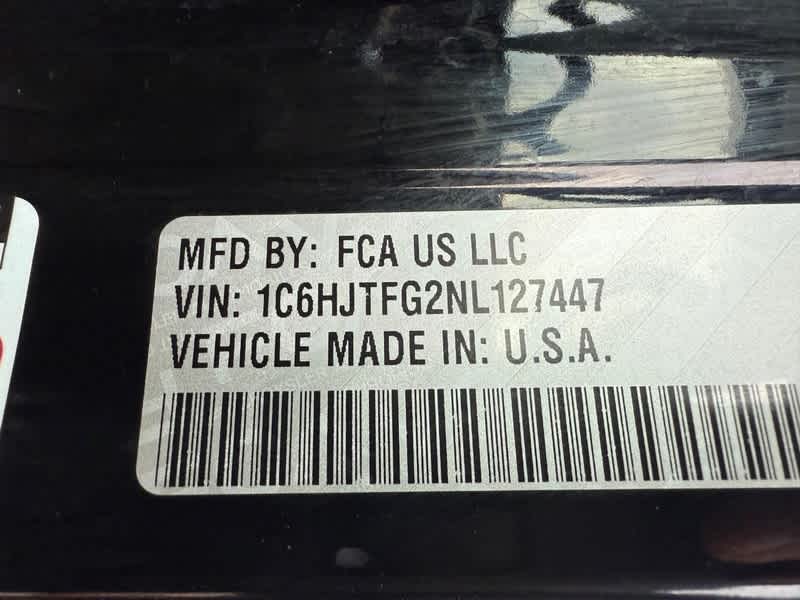 MFD BY: FCA US LLC
VIN: 1C6HJTFG2NL127447
VEHICLE MADE IN: U.S.A.